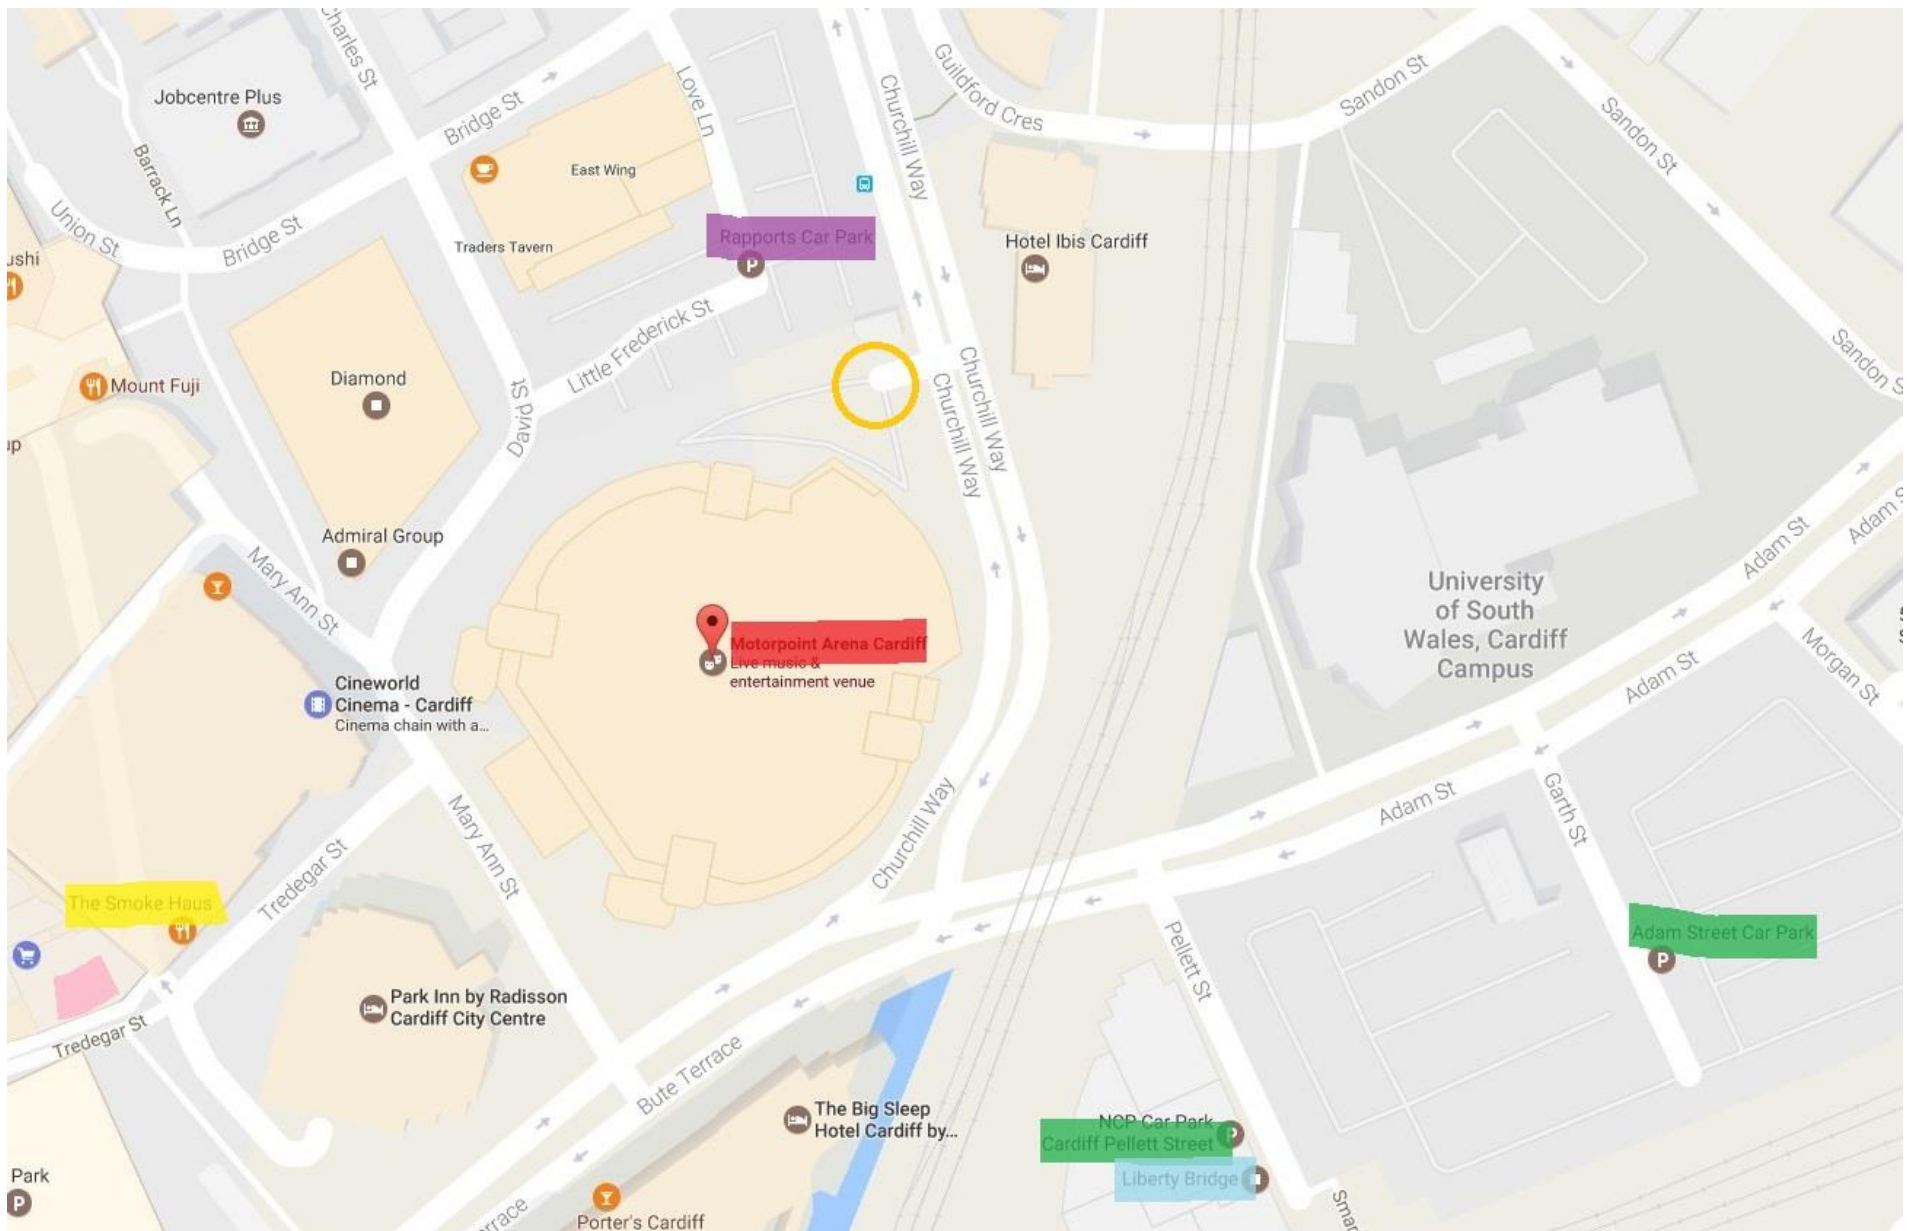 Charles St
Jobcentre Plus
Bridge St
Love Ln
Churchill Way
Guildford Cres
Sandon St
Sandon St
Barrack Ln
East Wing
Union St
Bridge St
Traders Tavern
Rapports Car Park
P
Hotel Ibis Cardiff
ushi
Little Frederick St
Diamond
Mount Fuji
David St
Churchill Way
Churchill Way
Sandon S
up
Admiral Group
Mary Ann St
Adam St
Adam S
University
of South
Wales, Cardiff
Campus
Motorpoint Arena Cardiff
Live music &
entertainment venue
Cineworld
Cinema - Cardiff
Cinema chain with a...
Adam St
Morgan St
5
S
Mary Ann St
Churchill Way
Adam St
Garth St
Tredegar St
The Smoke Haus
Pellett St
Adam Street Car Park
P
Park Inn by Radisson
Cardiff City Centre
Tredegar St
Bute Terrace
The Big Sleep
Hotel Cardiff by...
NCP Car Park
Cardiff Pellett Street
P
Liberty Bridge
Park
P
errace
Porter's Cardiff
Smar